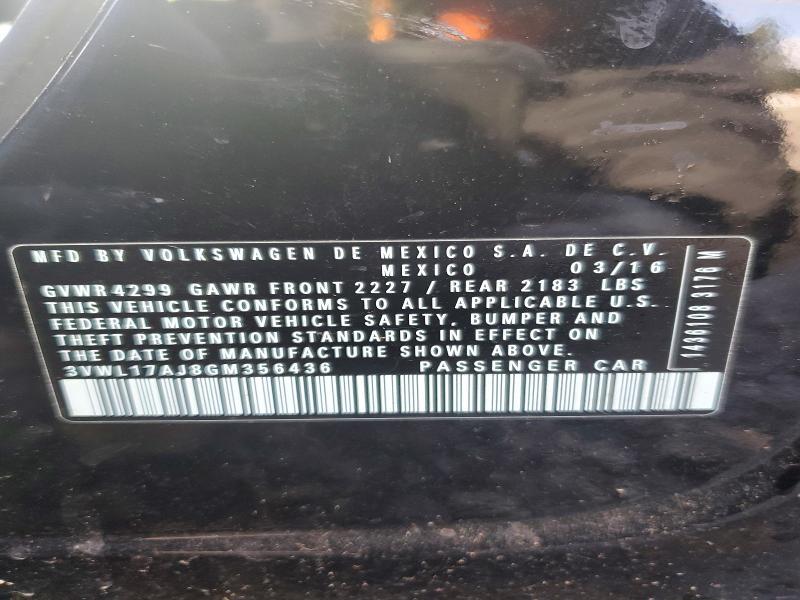 MFD BY VOLKSWAGEN DE MEXICO S.A. DE C.V.
MEXICO 03/16
GVWR 4299 GAWR FRONT 2227 / REAR 2183 LBS
THIS VEHICLE CONFORMS TO ALL APPLICABLE U.S.
FEDERAL MOTOR VEHICLE SAFETY, BUMPER AND
THEFT PREVENTION STANDARDS IN EFFECT ON
THE DATE OF MANUFACTURE SHOWN ABOVE.
3VWL17AJ8GM356436 PASSENGER CAR
1436108 3176 M